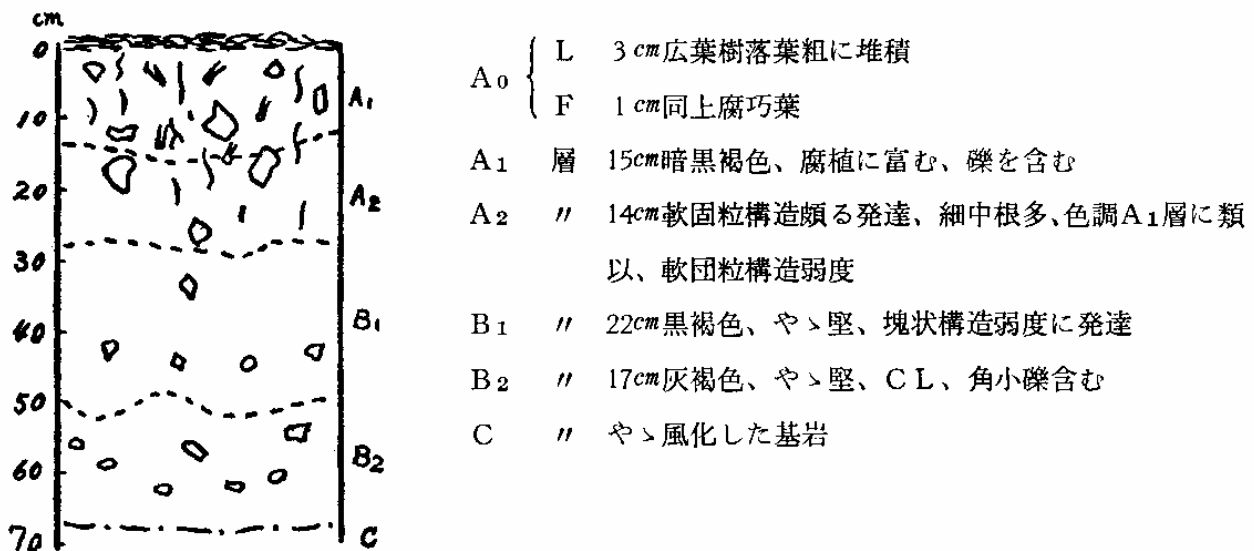 cm
0
10
20
30
40
50
60
70
A1
A2
B1
B2
C
A0
L 3cm広葉樹落葉粗に堆積
F 1cm同上腐巧葉
A1 層 15cm暗黒褐色、腐植に富む、礫を含む
A2 〃 14cm軟固粒構造頗る発達、細中根多、色調A1層に類
以、軟団粒構造弱度
B1 〃 22cm黒褐色、やゝ堅、塊状構造弱度に発達
B2 〃 17cm灰褐色、やゝ堅、CL、角小礫含む
C 〃 やゝ風化した基岩